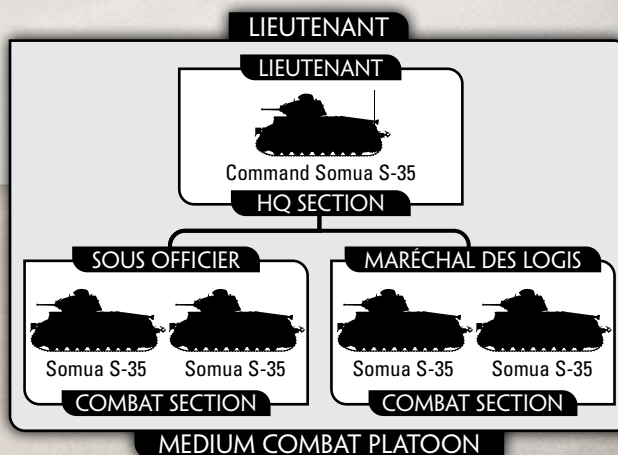 LIEUTENANT
LIEUTENANT
Command Somua S-35
HQ SECTION
SOUS OFFICIER
MARÉCHAL DES LOGIS
Somua S-35 Somua S-35
Somua S-35 Somua S-35
COMBAT SECTION
COMBAT SECTION
MEDIUM COMBAT PLATOON